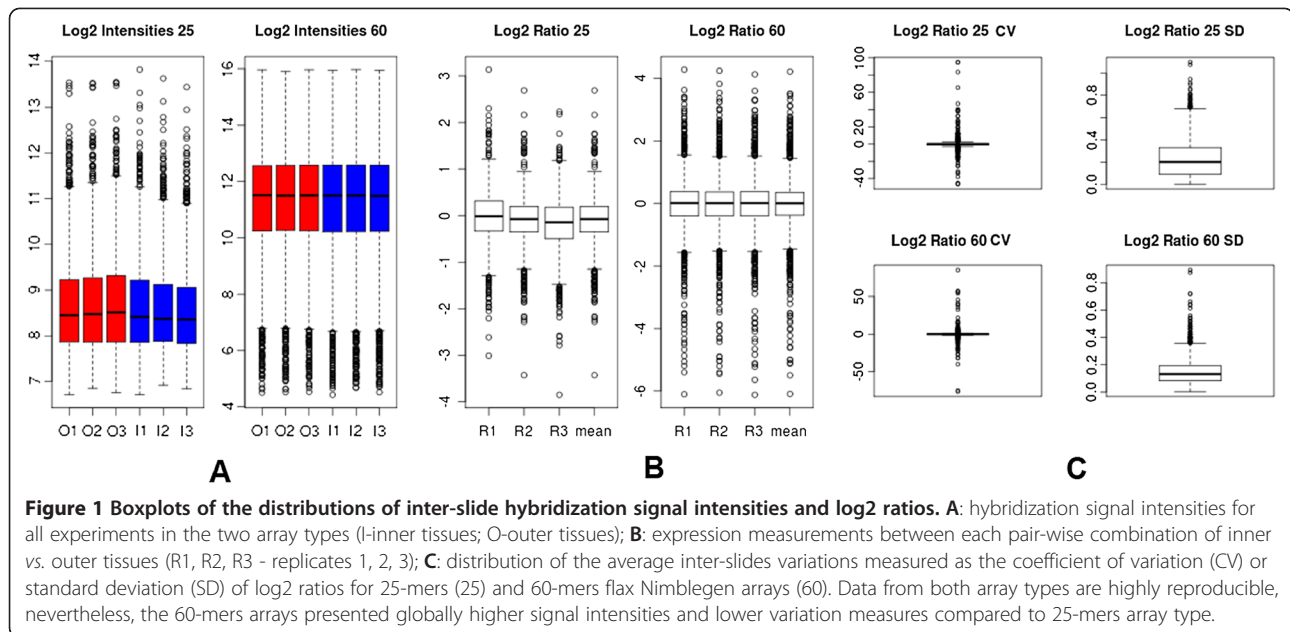 Log2 Intensities 25
14
13
12
11
10
9
8
7
O1 O2 O3 I1 I2 I3
Log2 Intensities 60
16
14
12
10
8
6
4
O1 O2 O3 I1 I2 I3
A
Log2 Ratio 25
3
2
1
0
-1
-2
-3
-4
R1 R2 R3 mean
Log2 Ratio 60
4
2
0
-2
-4
-6
R1 R2 R3 mean
B
Log2 Ratio 25 CV
100
80
60
20
0
-40
Log2 Ratio 25 SD
0.8
0.4
0.0
Log2 Ratio 60 CV
50
0
-50
Log2 Ratio 60 SD
0.8
0.6
0.4
0.2
0.0
C
Figure 1 Boxplots of the distributions of inter-slide hybridization signal intensities and log2 ratios. A: hybridization signal intensities for
all experiments in the two array types (I-inner tissues; O-outer tissues); B: expression measurements between each pair-wise combination of inner
vs. outer tissues (R1, R2, R3 - replicates 1, 2, 3); C: distribution of the average inter-slides variations measured as the coefficient of variation (CV) or
standard deviation (SD) of log2 ratios for 25-mers (25) and 60-mers flax Nimblegen arrays (60). Data from both array types are highly reproducible,
nevertheless, the 60-mers arrays presented globally higher signal intensities and lower variation measures compared to 25-mers array type.